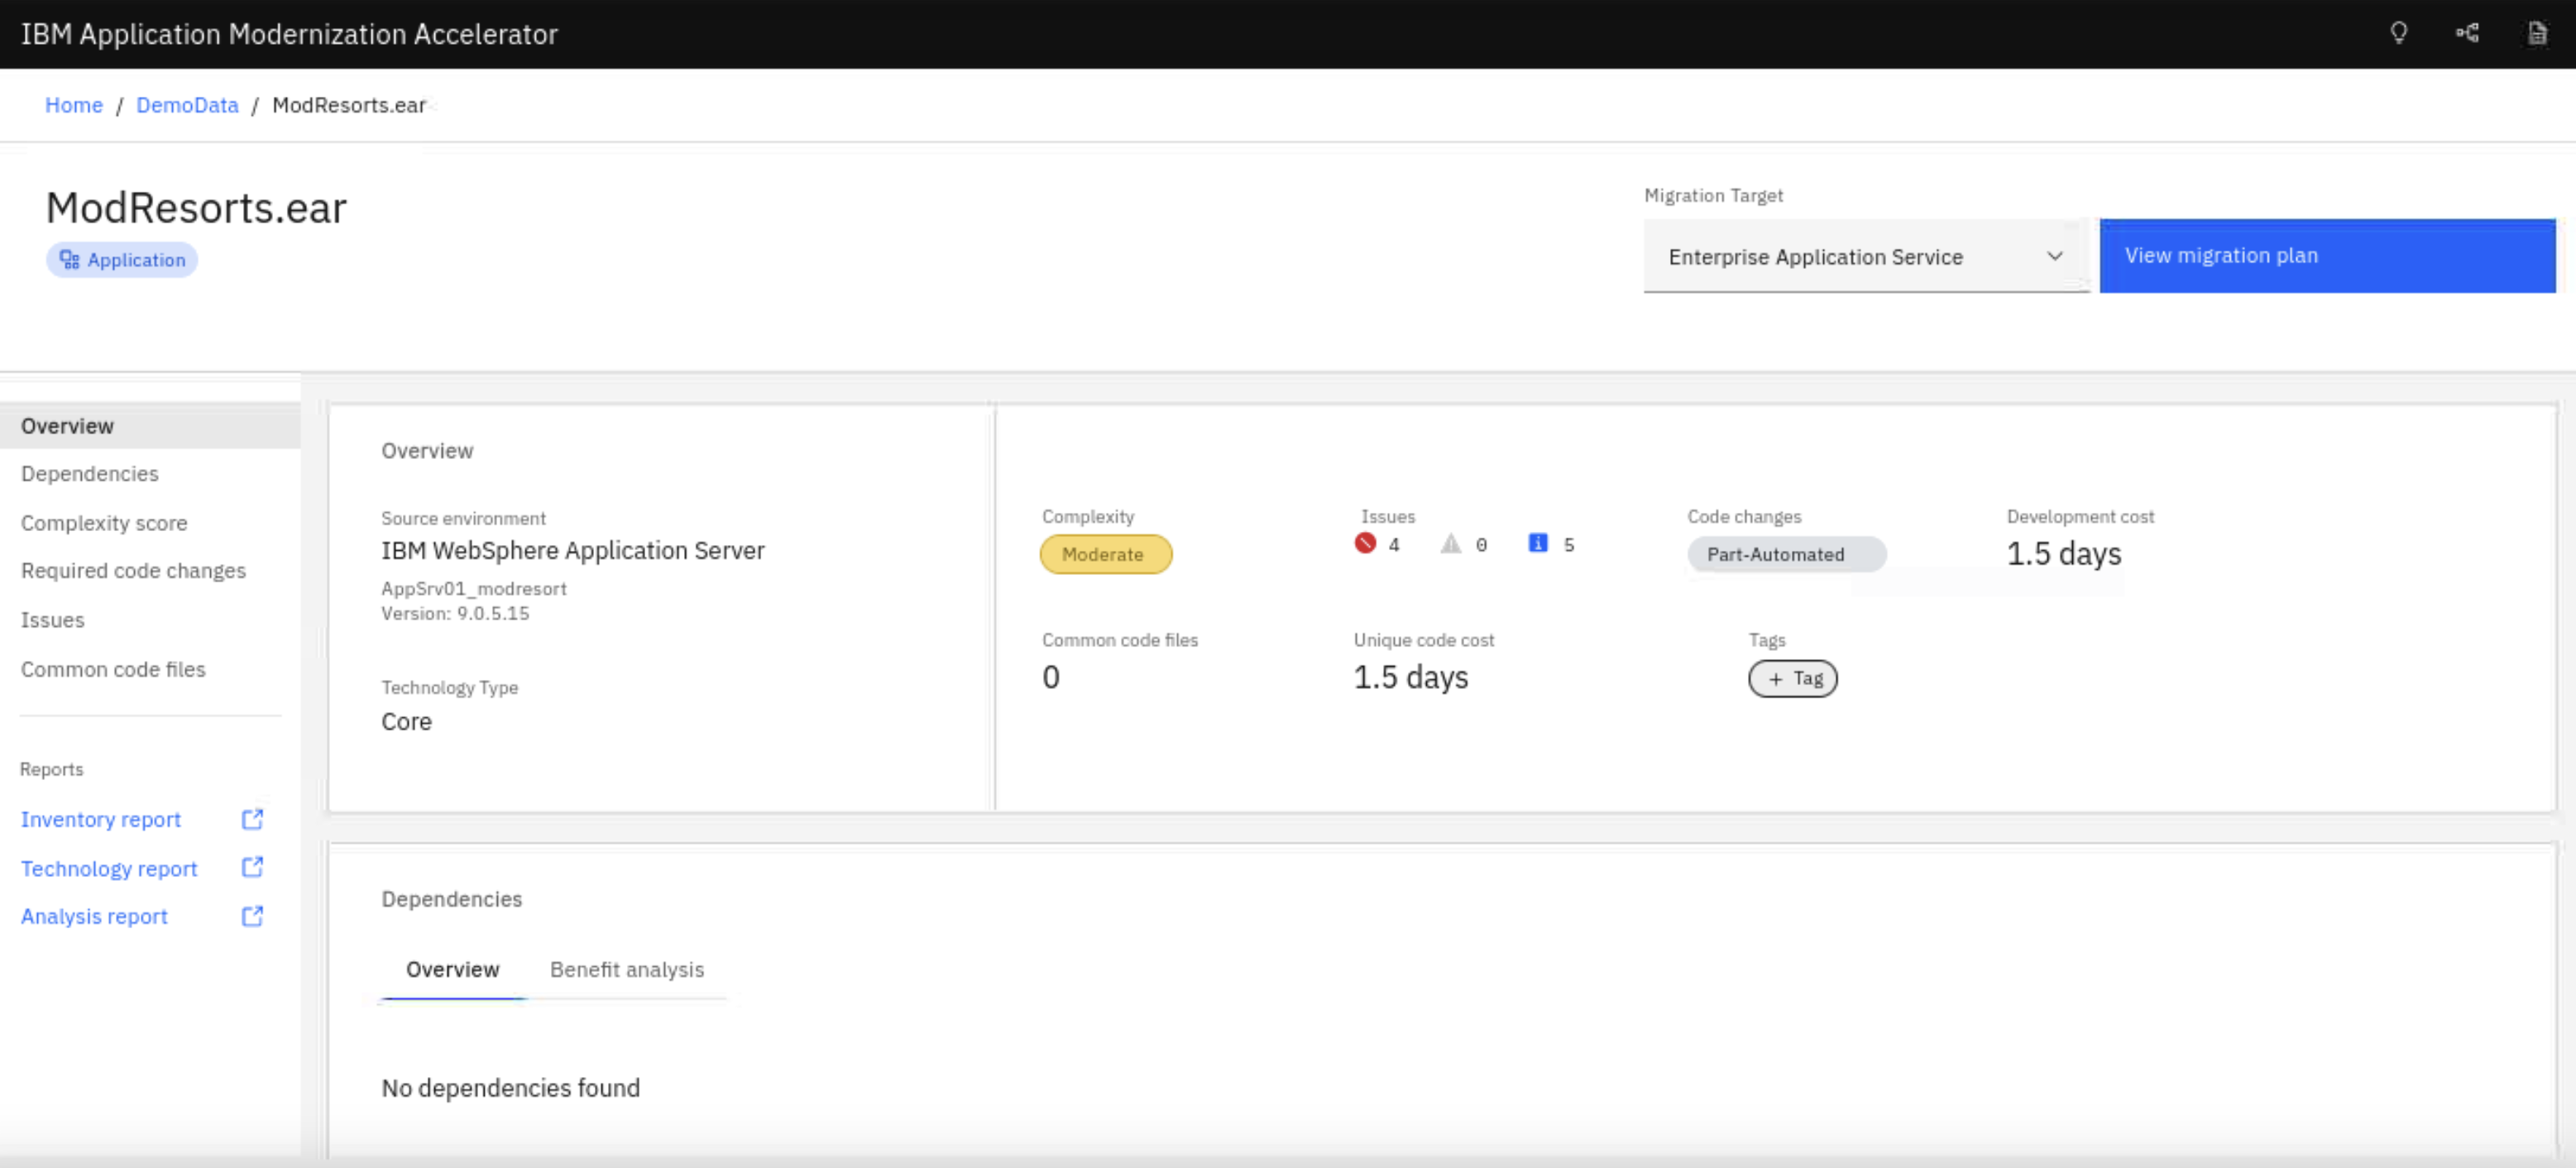 IBM Application Modernization Accelerator
Home / DemoData / ModResorts.ear
ModResorts.ear
Application
Migration Target
Enterprise Application Service
View migration plan
Overview
Dependencies
Complexity score
Required code changes
Issues
Common code files
Reports
Inventory report
Technology report
Analysis report
Overview
Source environment
IBM WebSphere Application Server
AppSrv01_modresort
Version: 9.0.5.15
Technology Type
Core
Complexity
Moderate
Issues
4 0 5
Code changes
Part-Automated
Development cost
1.5 days
Common code files
0
Unique code cost
1.5 days
Tags
+ Tag
Dependencies
Overview Benefit analysis
No dependencies found